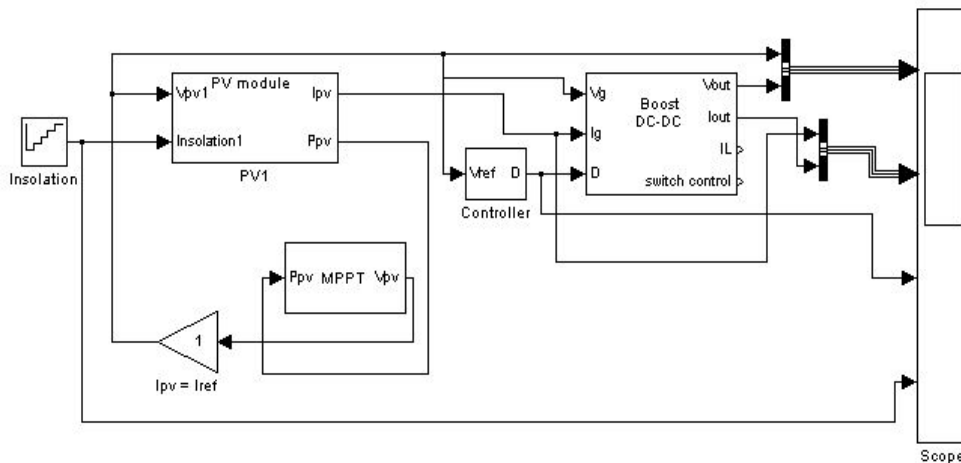 PV module
Vpv1
Ipv
Insolation1
Ppv
PV1
Insolation
Vg
Boost
DC-DC
Vout
Iout
Ig
IL
D
switch control
Vref
D
Controller
Ppv
MPPT
Vpv
1
Ipv = Iref
Scope